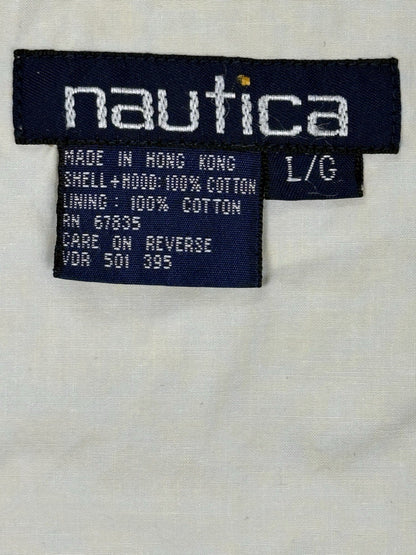 nautica
MADE IN HONG KONG
SHELL+HOOD:100% COTTON
LINING: 100% COTTON
RN 67835
CARE ON REVERSE
VDR 501 395
L/G